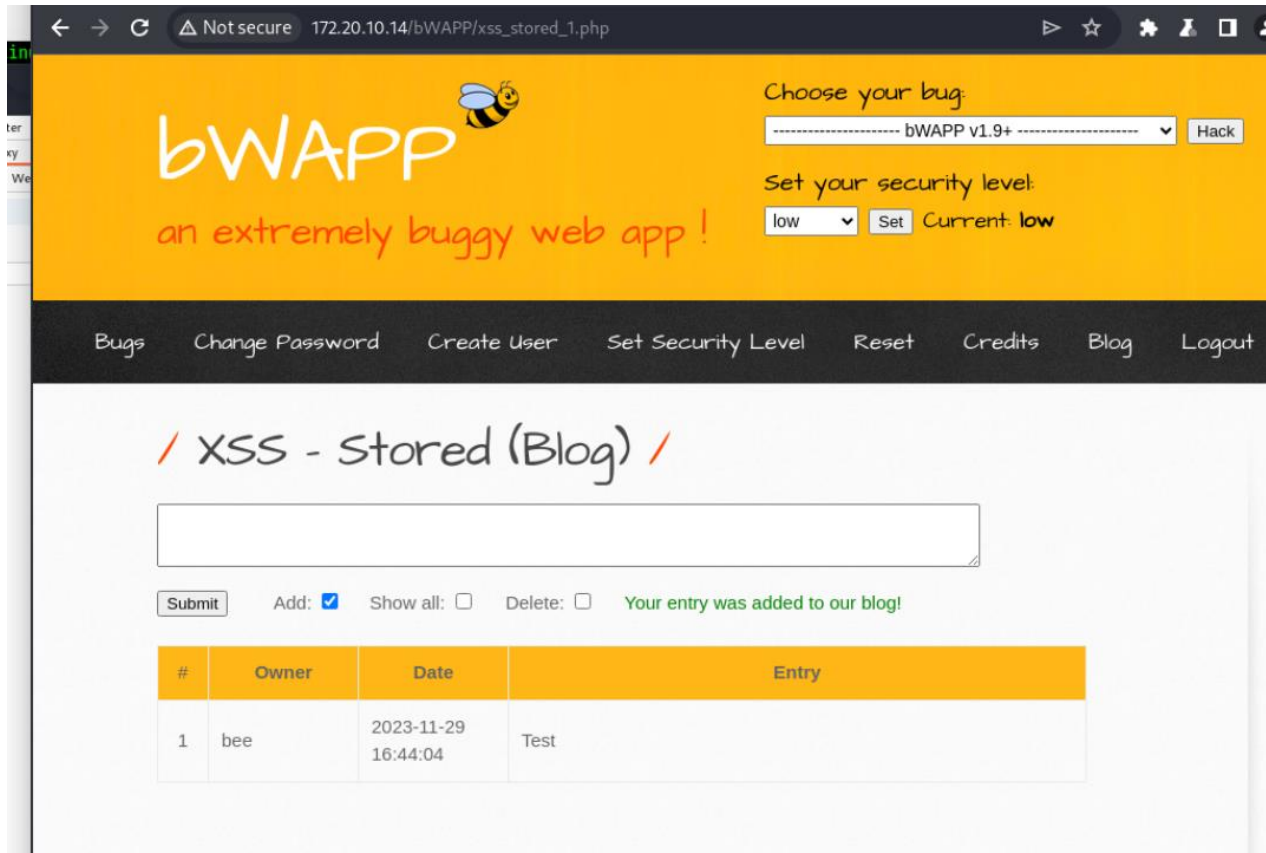 Not secure 172.20.10.14/bWAPP/xss_stored_1.php
bWAPP
an extremely buggy web app !
Choose your bug:
---------------------- bWAPP v1.9+ ---------------------- Hack
Set your security level:
low Set Current: low
Bugs Change Password Create User Set Security Level Reset Credits Blog Logout
/ XSS - Stored (Blog) /
Submit Add: Show all: Delete: Your entry was added to our blog!
# Owner Date Entry
1 bee 2023-11-29 16:44:04 Test